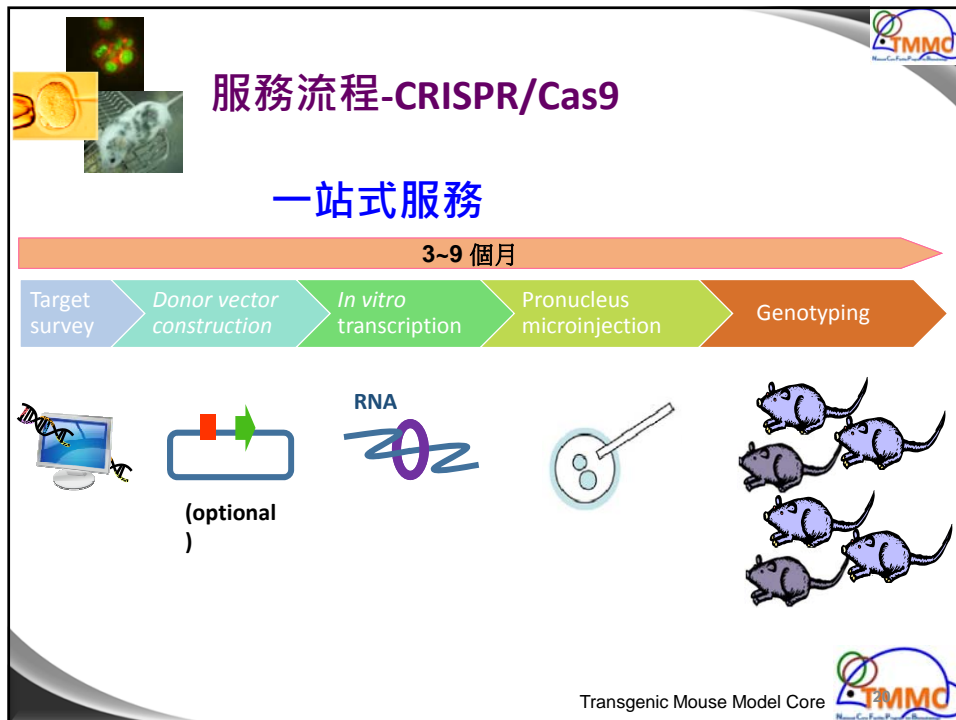 TMMC
服務流程-CRISPR/Cas9
一站式服務
3~9 個月
Target
survey
Donor vector
construction
In vitro
transcription
Pronucleus
microinjection
Genotyping
RNA
(optional
)
Transgenic Mouse Model Core
TMMC